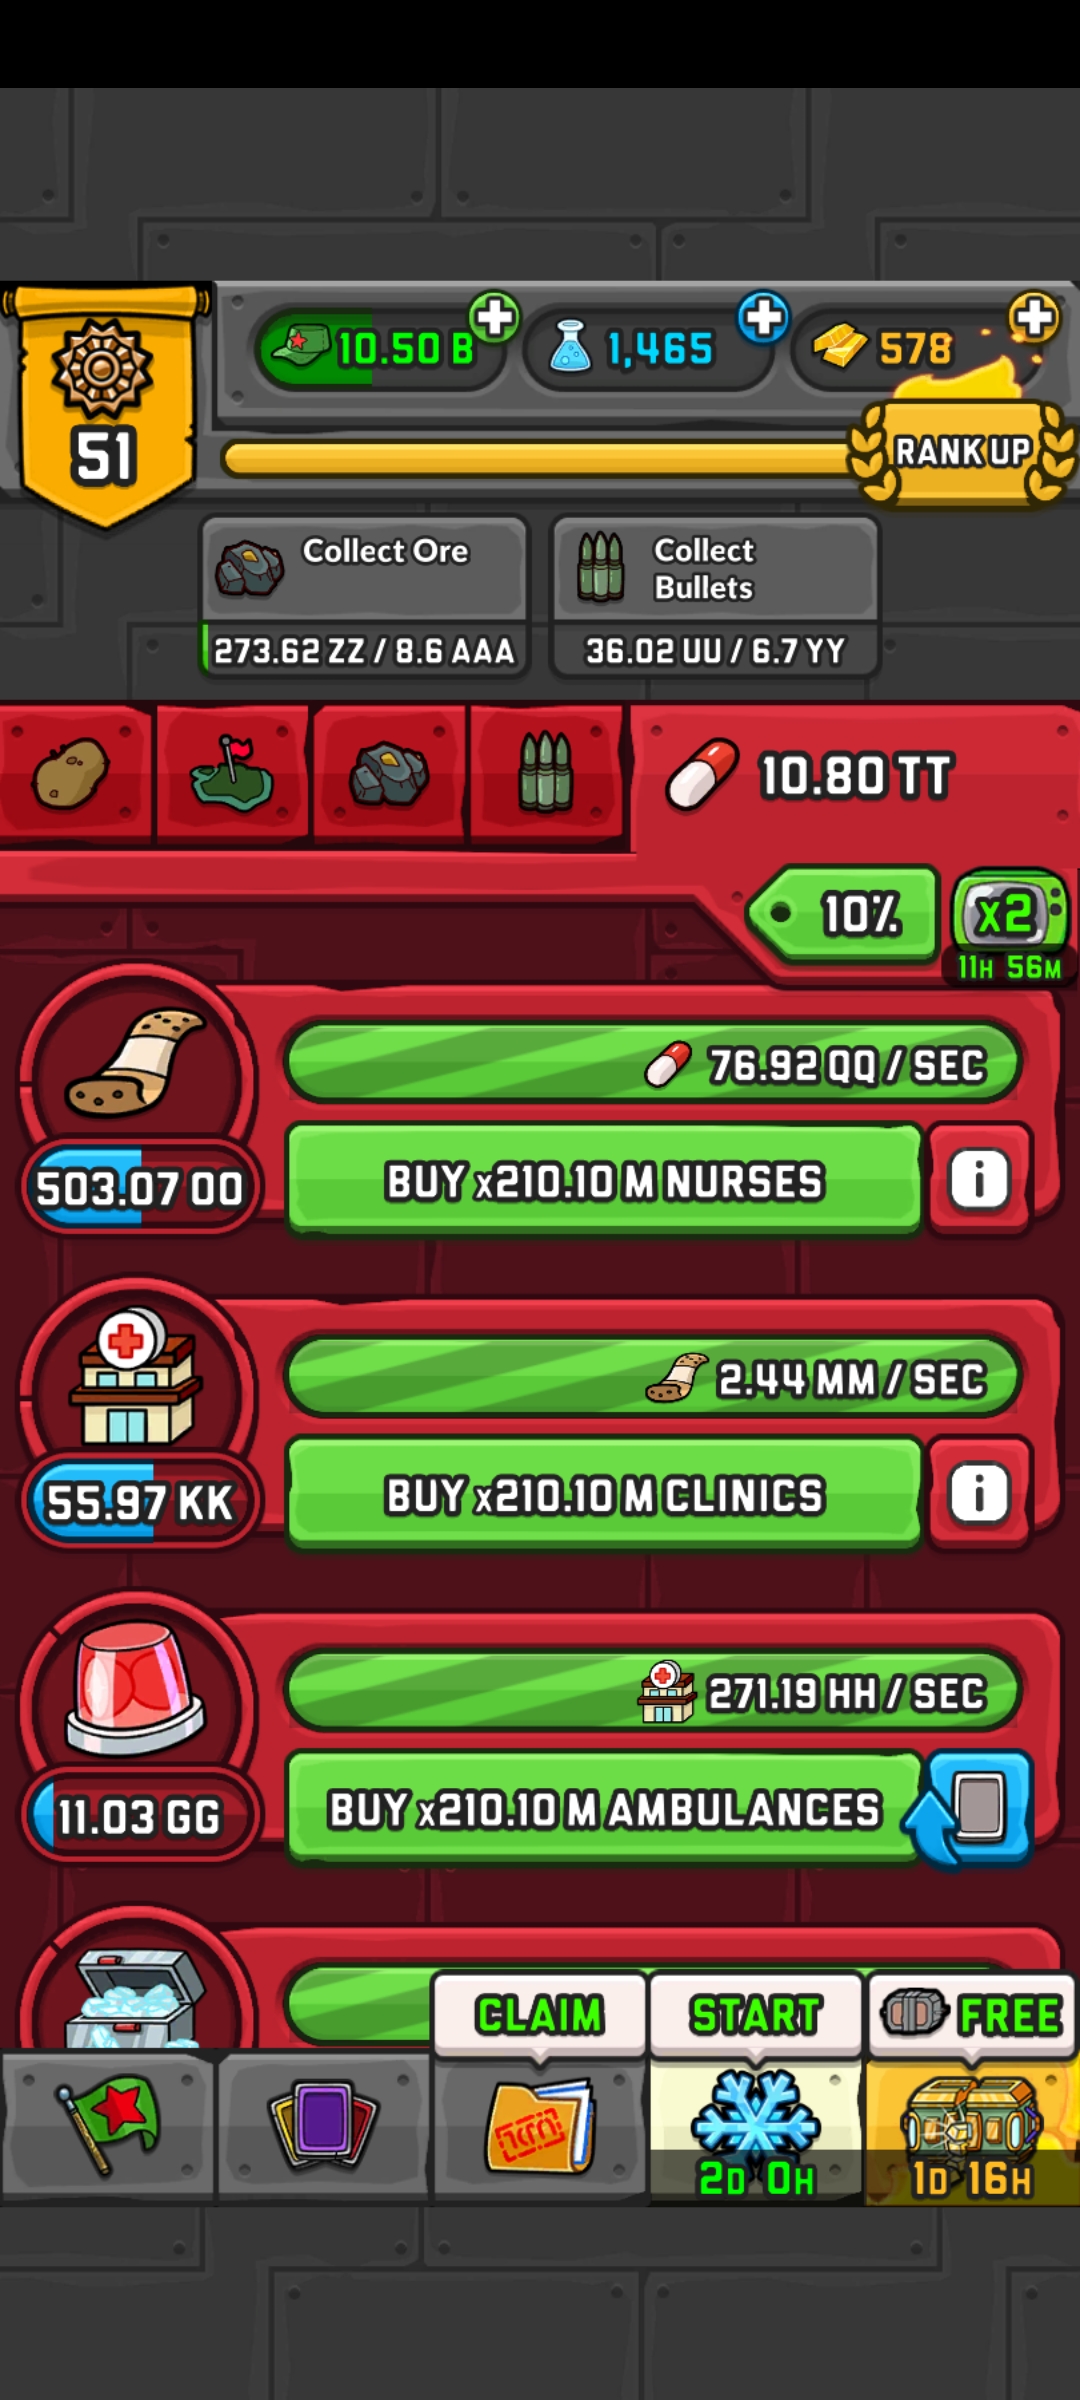 51
10.50 B
1,465
578
RANK UP
Collect Ore
273.62 ZZ / 8.6 AAA
Collect
Bullets
36.02 UU / 6.7 YY
10.80 TT
10%
x2
11H 56M
76.92 QQ / SEC
503.07 OO
BUY x210.10 M NURSES
i
2.44 MM / SEC
55.97 KK
BUY x210.10 M CLINICS
i
271.19 HH / SEC
11.03 GG
BUY x210.10 M AMBULANCES
CLAIM
START
FREE
2D 0H
1D 16H